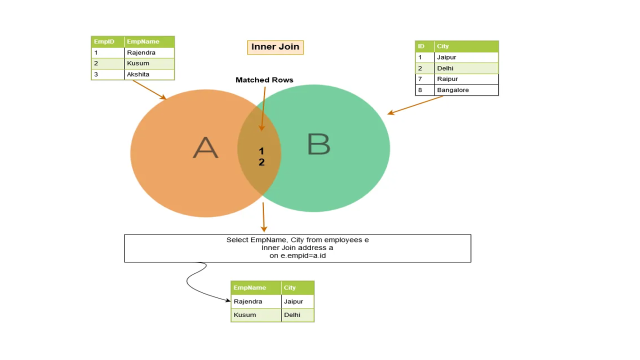 Inner Join
EmpID EmpName
1 Rajendra
2 Kusum
3 Akshita
ID City
1 Jaipur
2 Delhi
7 Raipur
8 Bangalore
Matched Rows
A
B
1
2
Select EmpName, City from employees e
Inner Join address a
on e.empid=a.id
EmpName City
Rajendra Jaipur
Kusum Delhi